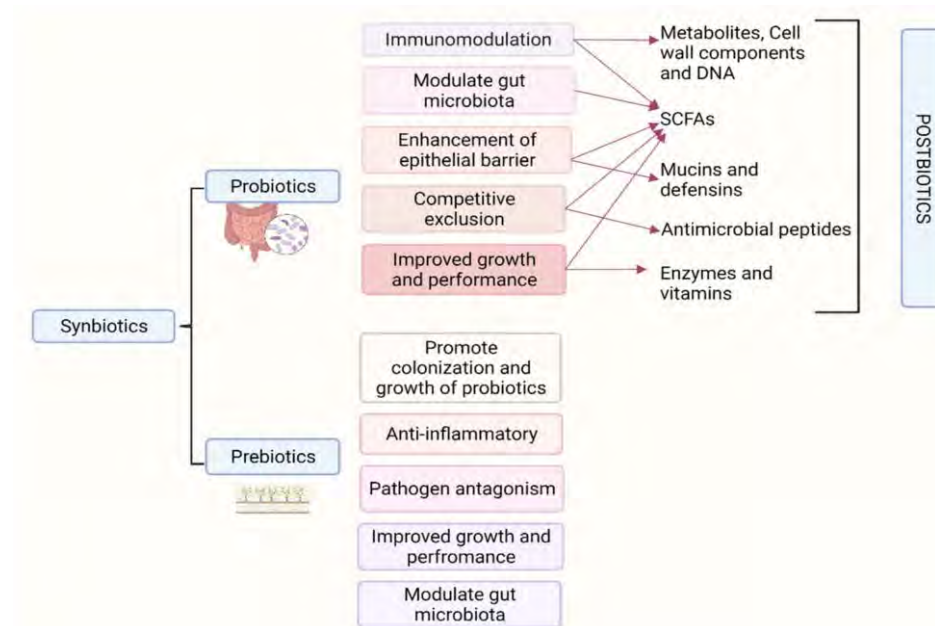 Immunomodulation
Modulate gut
microbiota
Enhancement of
epithelial barrier
Competitive
exclusion
Improved growth
and performance
Metabolites, Cell
wall components
and DNA
SCFAs
Mucins and
defensins
Antimicrobial peptides
Enzymes and
vitamins
POSTBIOTICS
Probiotics
Synbiotics
Prebiotics
Promote
colonization and
growth of probiotics
Anti-inflammatory
Pathogen antagonism
Improved growth and
perfromance
Modulate gut
microbiota